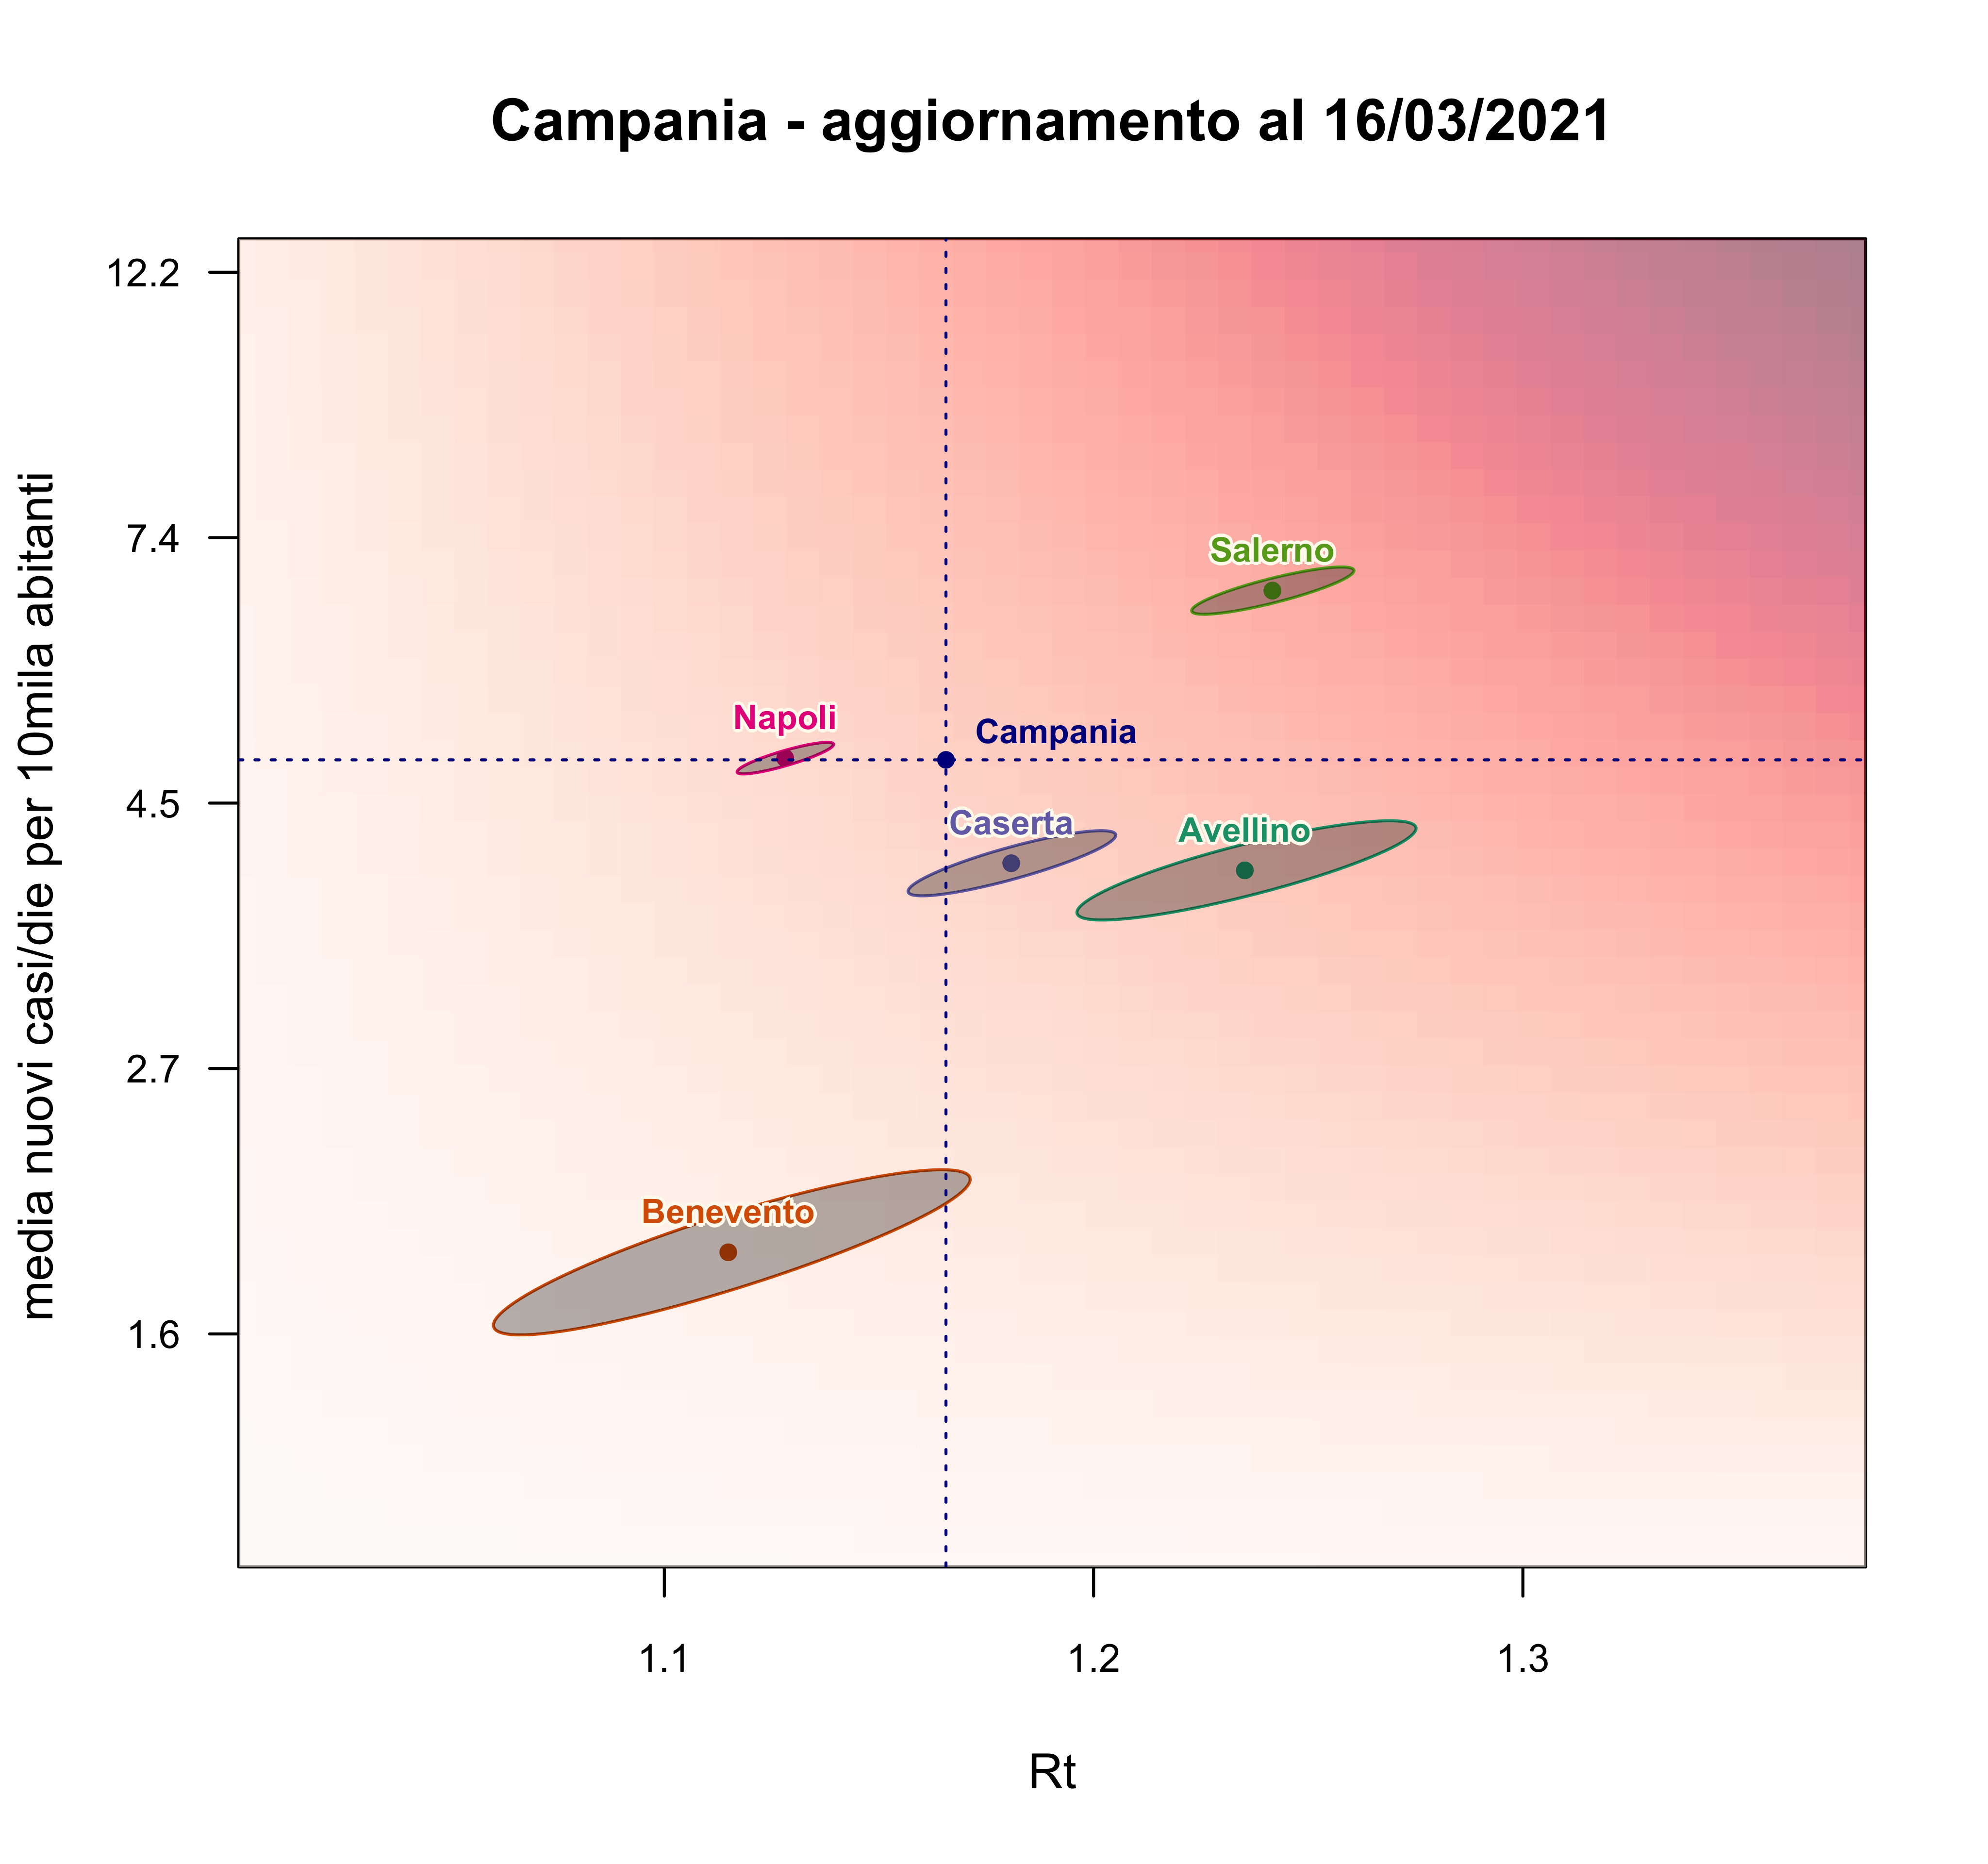 Campania - aggiornamento al 16/03/2021
media nuovi casi/die per 10mila abitanti
12.2
7.4
4.5
2.7
1.6
Salerno
Napoli
Campania
Caserta
Avellino
Benevento
1.1
1.2
1.3
Rt